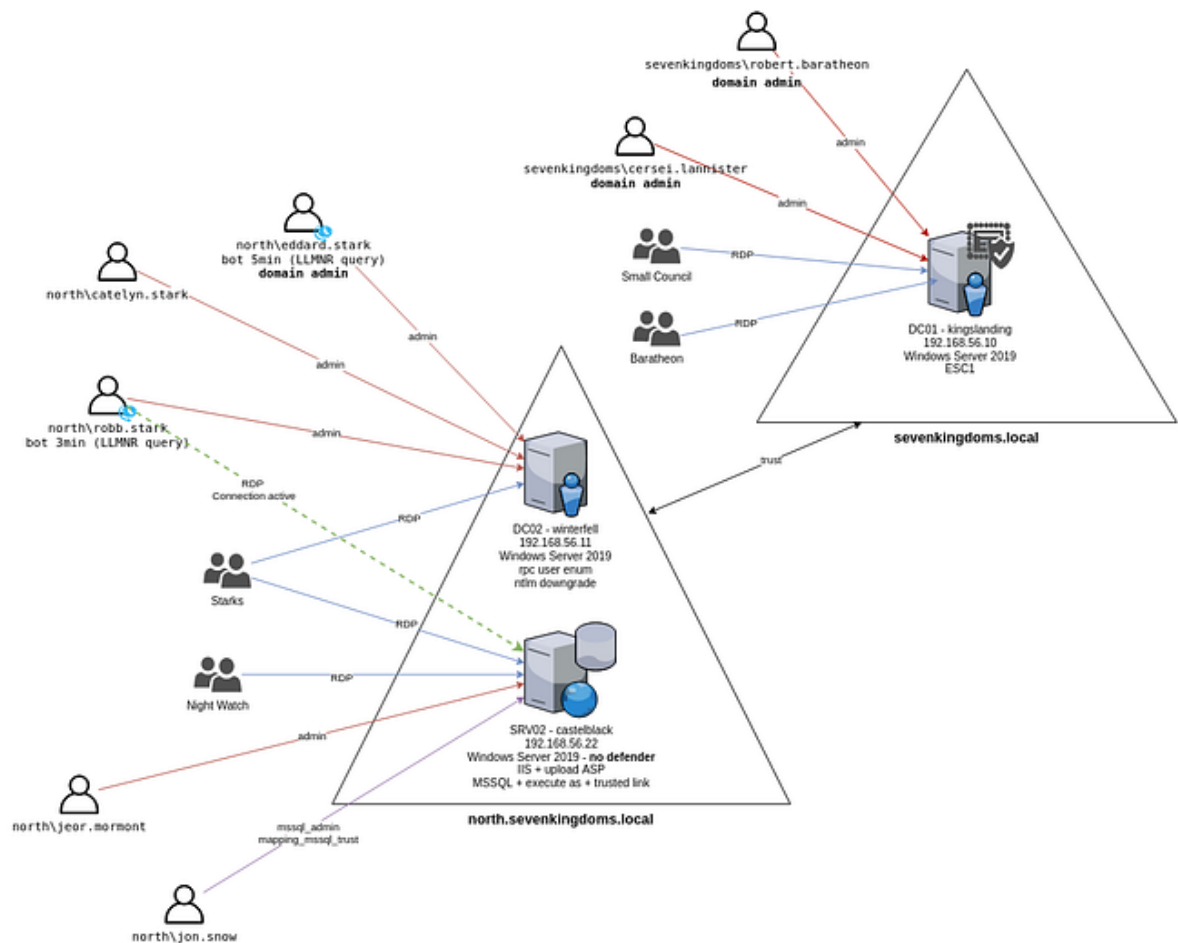 sevenkingdoms\robert.baratheon
domain admin
admin
sevenkingdoms\cersei.lannister
domain admin
admin
RDP
Small Council
RDP
Baratheon
DC01 - kingslanding
192.168.56.10
Windows Server 2019
ESC1
sevenkingdoms.local
trust
north\eddard.stark
bot 5min (LLMNR query)
domain admin
admin
north\catelyn.stark
admin
north\robb.stark
bot 3min (LLMNR query)
admin
RDP
Connection active
RDP
Starks
RDP
DC02 - winterfell
192.168.56.11
Windows Server 2019
rpc user enum
ntlm downgrade
Night Watch
RDP
admin
SRV02 - castelblack
192.168.56.22
Windows Server 2019 - no defender
IIS + upload ASP
MSSQL + execute as + trusted link
north.sevenkingdoms.local
north\jeor.mormont
mssql_admin
mapping_mssql_trust
north\jon.snow